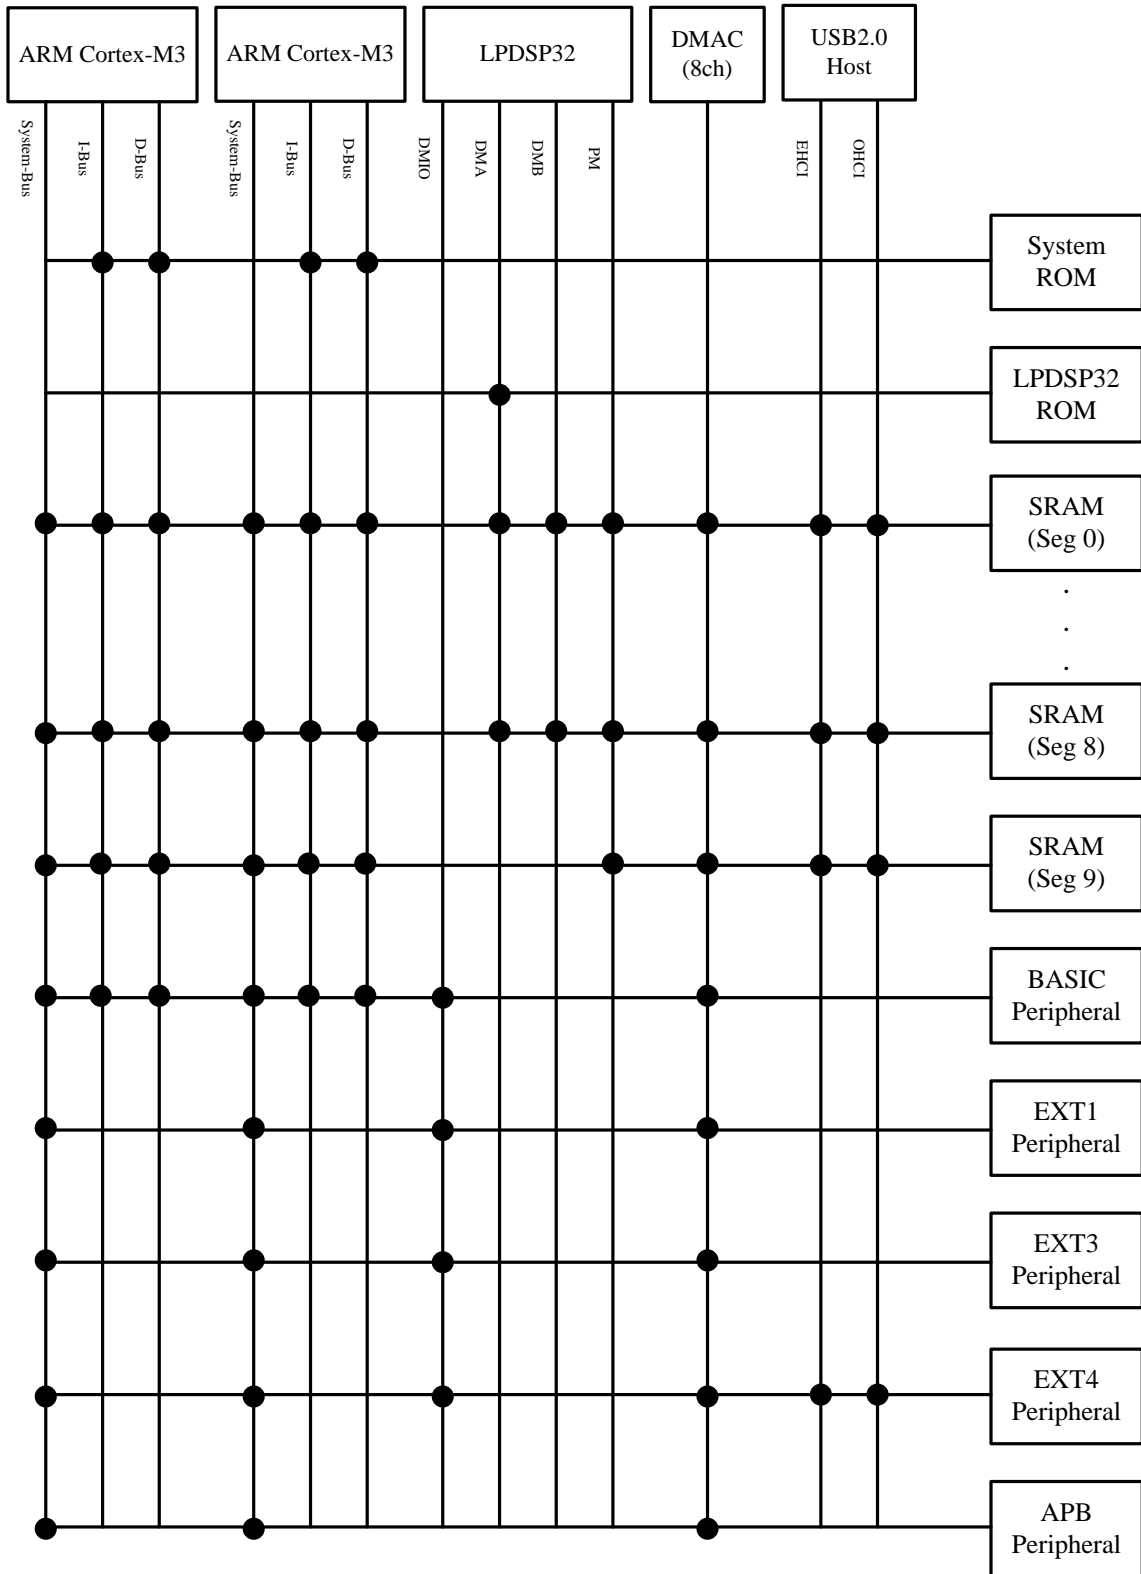 ARM Cortex-M3
ARM Cortex-M3
LPDSP32
DMAC
(8ch)
USB2.0
Host
System-Bus
I-Bus
D-Bus
System-Bus
I-Bus
D-Bus
DMIO
DMA
DMB
PM
EHCI
OHCI
System
ROM
LPDSP32
ROM
SRAM
(Seg 0)
.
.
.
SRAM
(Seg 8)
SRAM
(Seg 9)
BASIC
Peripheral
EXT1
Peripheral
EXT3
Peripheral
EXT4
Peripheral
APB
Peripheral